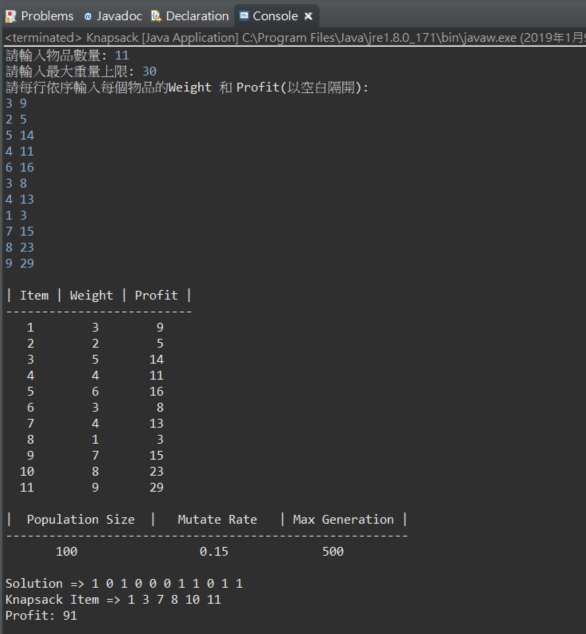 Problems @ Javadoc Declaration Console
<terminated> Knapsack [Java Application] C:\Program Files\Java\jre1.8.0_171\bin\javaw.exe (2019年1月
請輸入物品數量: 11
請輸入最大重量上限: 30
請每行依序輸入每個物品的Weight 和 Profit(以空白隔開):
3 9
2 5
5 14
4 11
6 16
3 8
4 13
1 3
7 15
8 23
9 29
| Item | Weight | Profit |
--------------------------
1 3 9
2 2 5
3 5 14
4 4 11
5 6 16
6 3 8
7 4 13
8 1 3
9 7 15
10 8 23
11 9 29
| Population Size | Mutate Rate | Max Generation |
--------------------------------------------------------
100 0.15 500
Solution => 1 0 1 0 0 0 1 1 0 1 1
Knapsack Item => 1 3 7 8 10 11
Profit: 91